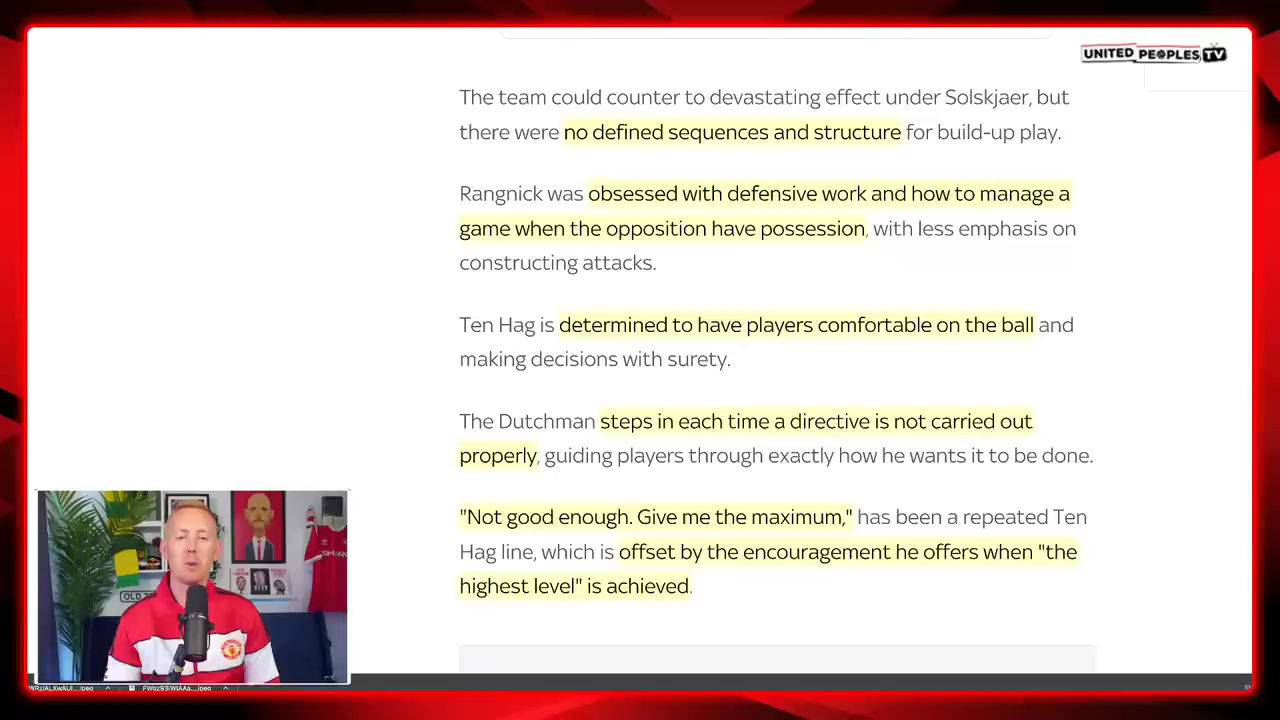 UNITED PEOPLES TV
The team could counter to devastating effect under Solskjaer, but
there were no defined sequences and structure for build-up play.
Rangnick was obsessed with defensive work and how to manage a
game when the opposition have possession, with less emphasis on
constructing attacks.
Ten Hag is determined to have players comfortable on the ball and
making decisions with surety.
The Dutchman steps in each time a directive is not carried out
properly, guiding players through exactly how he wants it to be done.
"Not good enough. Give me the maximum," has been a repeated Ten
Hag line, which is offset by the encouragement he offers when "the
highest level" is achieved.
OLD